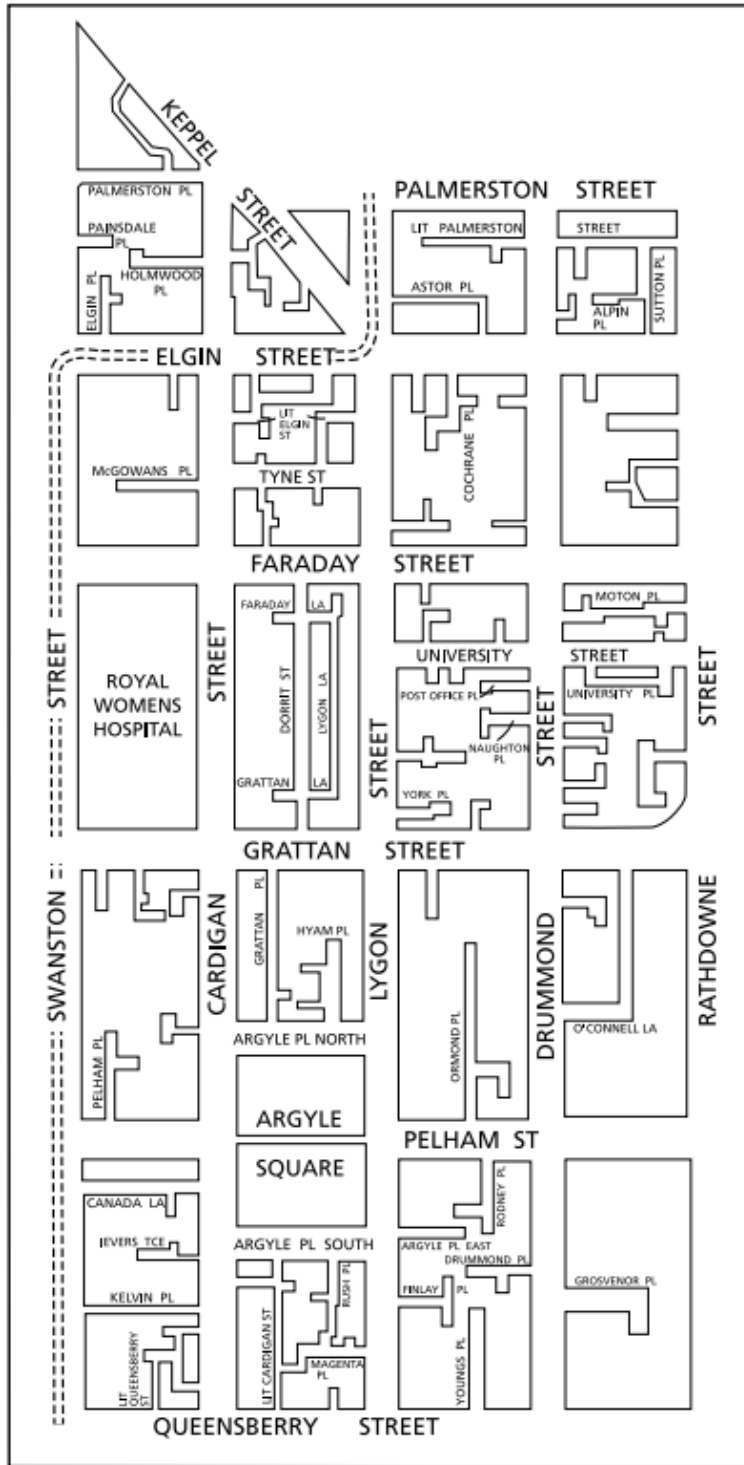 KEPPEL
STREET
PALMERSTON PL
PAINSDALE
PL
HOLMWOOD
PL
ELGIN PL
PALMERSTON STREET
LIT PALMERSTON STREET
ASTOR PL
ALPIN
PL
SUTTON PL
ELGIN STREET
LIT
ELGIN
ST
McGOWANS PL
TYNE ST
COCHRANE PL
FARADAY STREET
ROYAL
WOMENS
HOSPITAL
STREET
STREET
FARADAY LA
DORRIT ST
LYGON LA
GRATTAN LA
STREET
MOTON PL
UNIVERSITY STREET
POST OFFICE PL
NAUGHTON
PL
YORK PL
STREET
UNIVERSITY PL
STREET
GRATTAN STREET
SWANSTON
CARDIGAN
LYGON
DRUMMOND
RATHDOWNE
GRATTAN PL
HYAM PL
PELHAM PL
ARGYLE PL NORTH
ORMOND PL
O'CONNELL LA
ARGYLE
SQUARE
PELHAM ST
CANADA LA
IEVERS TCE
KELVIN PL
LIT
QUEENSBERRY
ST
ARGYLE PL SOUTH
LIT CARDIGAN ST
RUSH PL
MAGENTA
PL
RODNEY PL
ARGYLE PL EAST
DRUMMOND PL
FINLAY PL
YOUNGS PL
GROSVENOR PL
QUEENSBERRY STREET